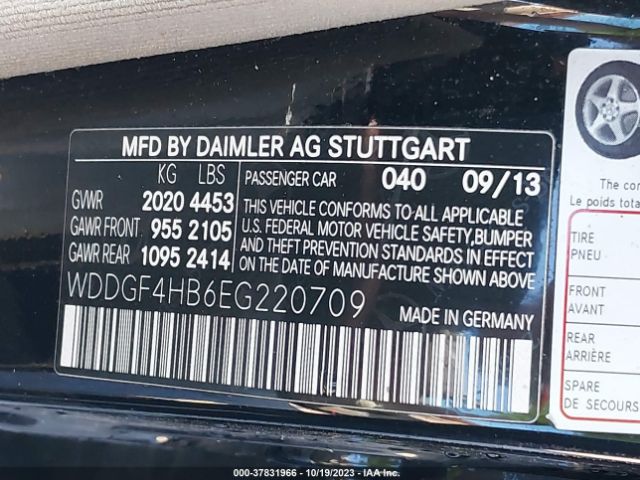 MFD BY DAIMLER AG STUTTGART
KG LBS
GVWR 2020 4453
GAWR FRONT 955 2105
GAWR REAR 1095 2414
PASSENGER CAR 040 09/13
THIS VEHICLE CONFORMS TO ALL APPLICABLE
U.S. FEDERAL MOTOR VEHICLE SAFETY,BUMPER
AND THEFT PREVENTION STANDARDS IN EFFECT
ON THE DATE OF MANUFACTURE SHOWN ABOVE.
WDDGF4HB6EG220709
MADE IN GERMANY
The com
Le poids total
TIRE
PNEU
FRONT
AVANT
REAR
ARRIÈRE
SPARE
DE SECOURS
000-37831966 | 10/19/2023 | IAA Inc.